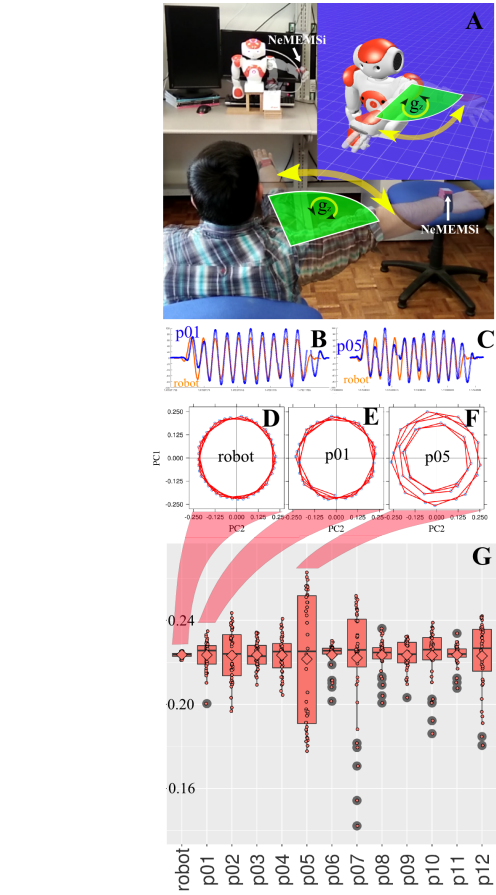 A
NeMEMSi
gz
gz
NeMEMSi
B
p01
robot
C
p05
robot
D
E
F
0.250
0.125
0.000
-0.125
-0.250
PC1
robot
p01
p05
-0.250 -0.125 0.000 0.125 0.250
-0.250 -0.125 0.000 0.125 0.250
-0.250 -0.125 0.000 0.125 0.250
PC2
PC2
PC2
G
0.24
0.20
0.16
robot p01 p02 p03 p04 p05 p06 p07 p08 p09 p10 p11 p12